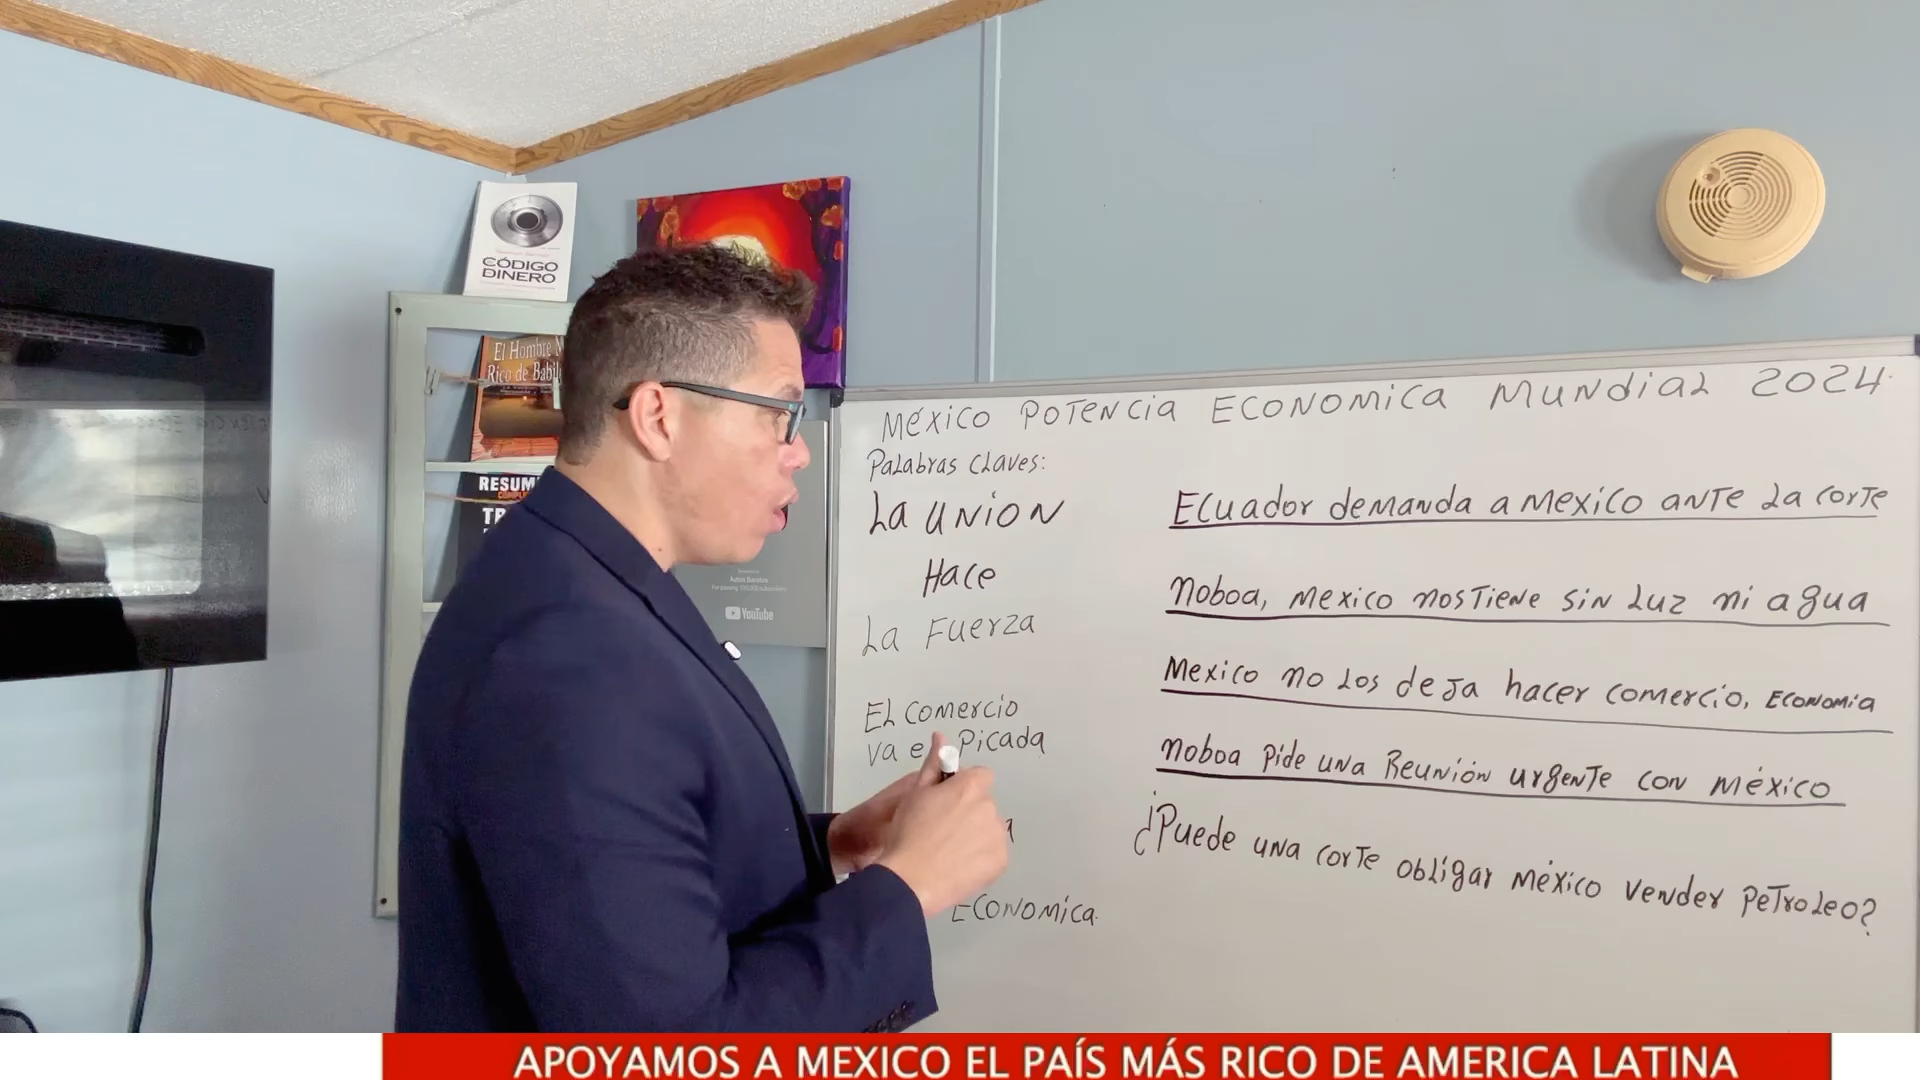 CÓDIGO
DINERO
El Hombre
Rico de
RESUM
YouTube
México Potencia Economica Mundial 2024
Palabras Claves:
La UNION
Hace
La Fuerza
El comercio
va e Picada
a
Economica.
Ecuador demanda a Mexico ante la corte
Noboa, Mexico nos Tiene sin Luz ni agua
Mexico no Los deja hacer comercio, Economia
Noboa Pide una Reunión urgente con México
¿Puede una corte obligar México vender Petroleo?
APOYAMOS A MEXICO EL PAÍS MÁS RICO DE AMERICA LATINA